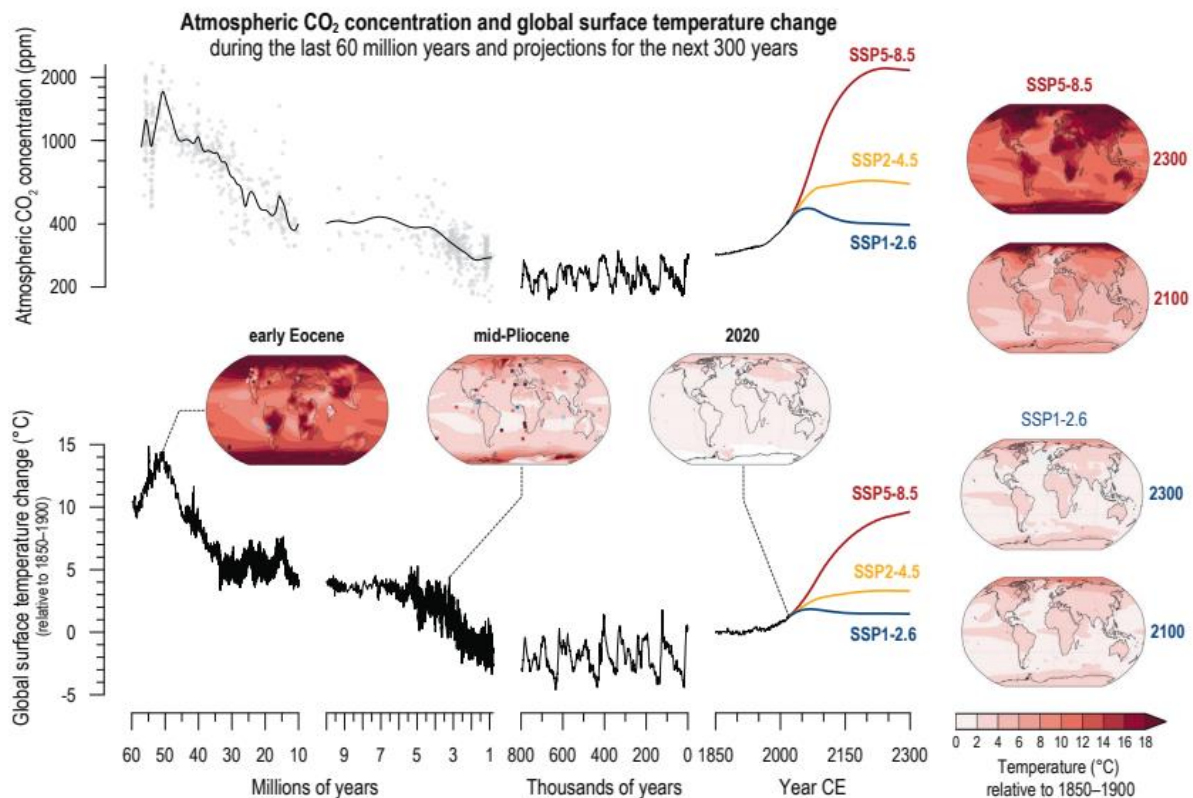 Atmospheric CO₂ concentration and global surface temperature change
during the last 60 million years and projections for the next 300 years
Atmospheric CO₂ concentration (ppm)
2000
1000
400
200
SSP5-8.5
SSP2-4.5
SSP1-2.6
SSP5-8.5
2300
2100
early Eocene
mid-Pliocene
2020
Global surface temperature change (°C)
(relative to 1850–1900)
15
10
5
0
-5
SSP5-8.5
SSP2-4.5
SSP1-2.6
SSP1-2.6
2300
2100
60 50 40 30 20 10
Millions of years
9 7 5 3 1
800 600 400 200 0
Thousands of years
1850 2000 2150 2300
Year CE
0 2 4 6 8 10 12 14 16 18
Temperature (°C)
relative to 1850–1900